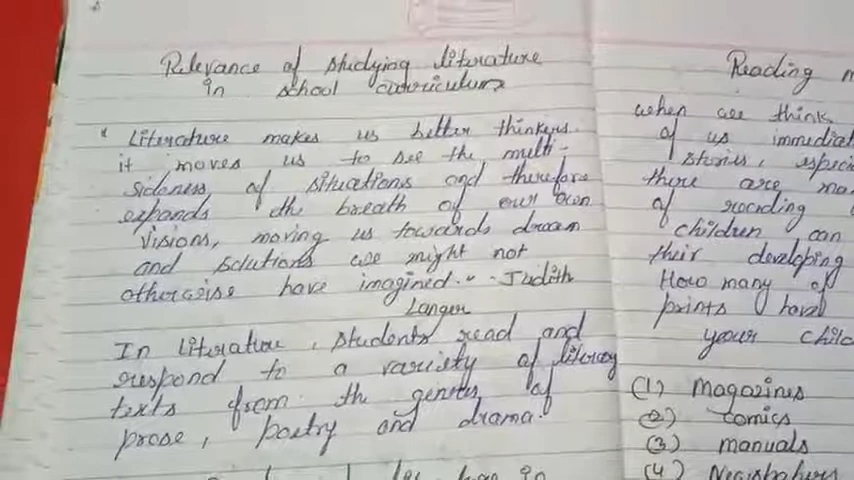 Relevance of studying literature
in school curriculum
" Literature makes us better thinkers.
it moves us to see the multi-
sideness of situations and therefore
expands the breath of our own
visions, moving us towards dream
and solutions we might not
otherwise have imagined." - Judith
Langer
In Literature, students read and
respond to a variety of literary
texts from the genres of
prose, poetry and drama.
Reading
when we think
of us immediat
stories, especi
there are
of reading
children can
their developing
How many of
prints have
your child
(1) Magazines
(2) comics
(3) manuals
(4) Newspapers